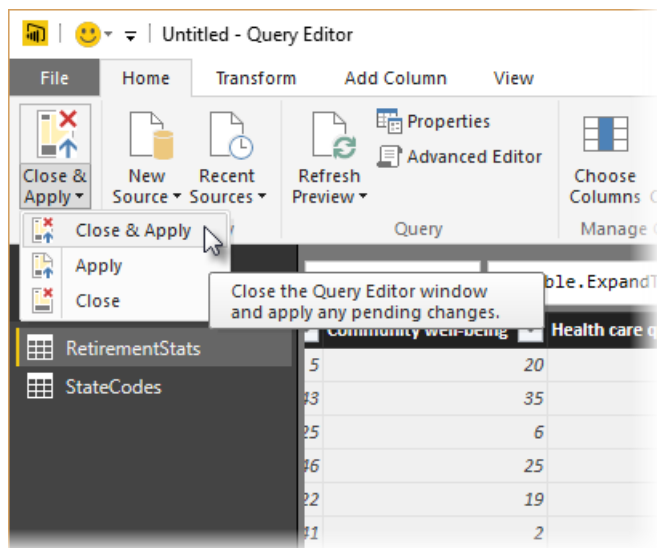 Untitled - Query Editor
File Home Transform Add Column View
Close & Apply
New Source
Recent Sources
Refresh Preview
Properties
Advanced Editor
Choose Columns
Query
Manage
Close & Apply
Apply
Close
Close the Query Editor window
and apply any pending changes.
ble.ExpandT
Community well-being Health care q
RetirementStats
StateCodes
5 20
43 35
25 6
46 25
22 19
41 2